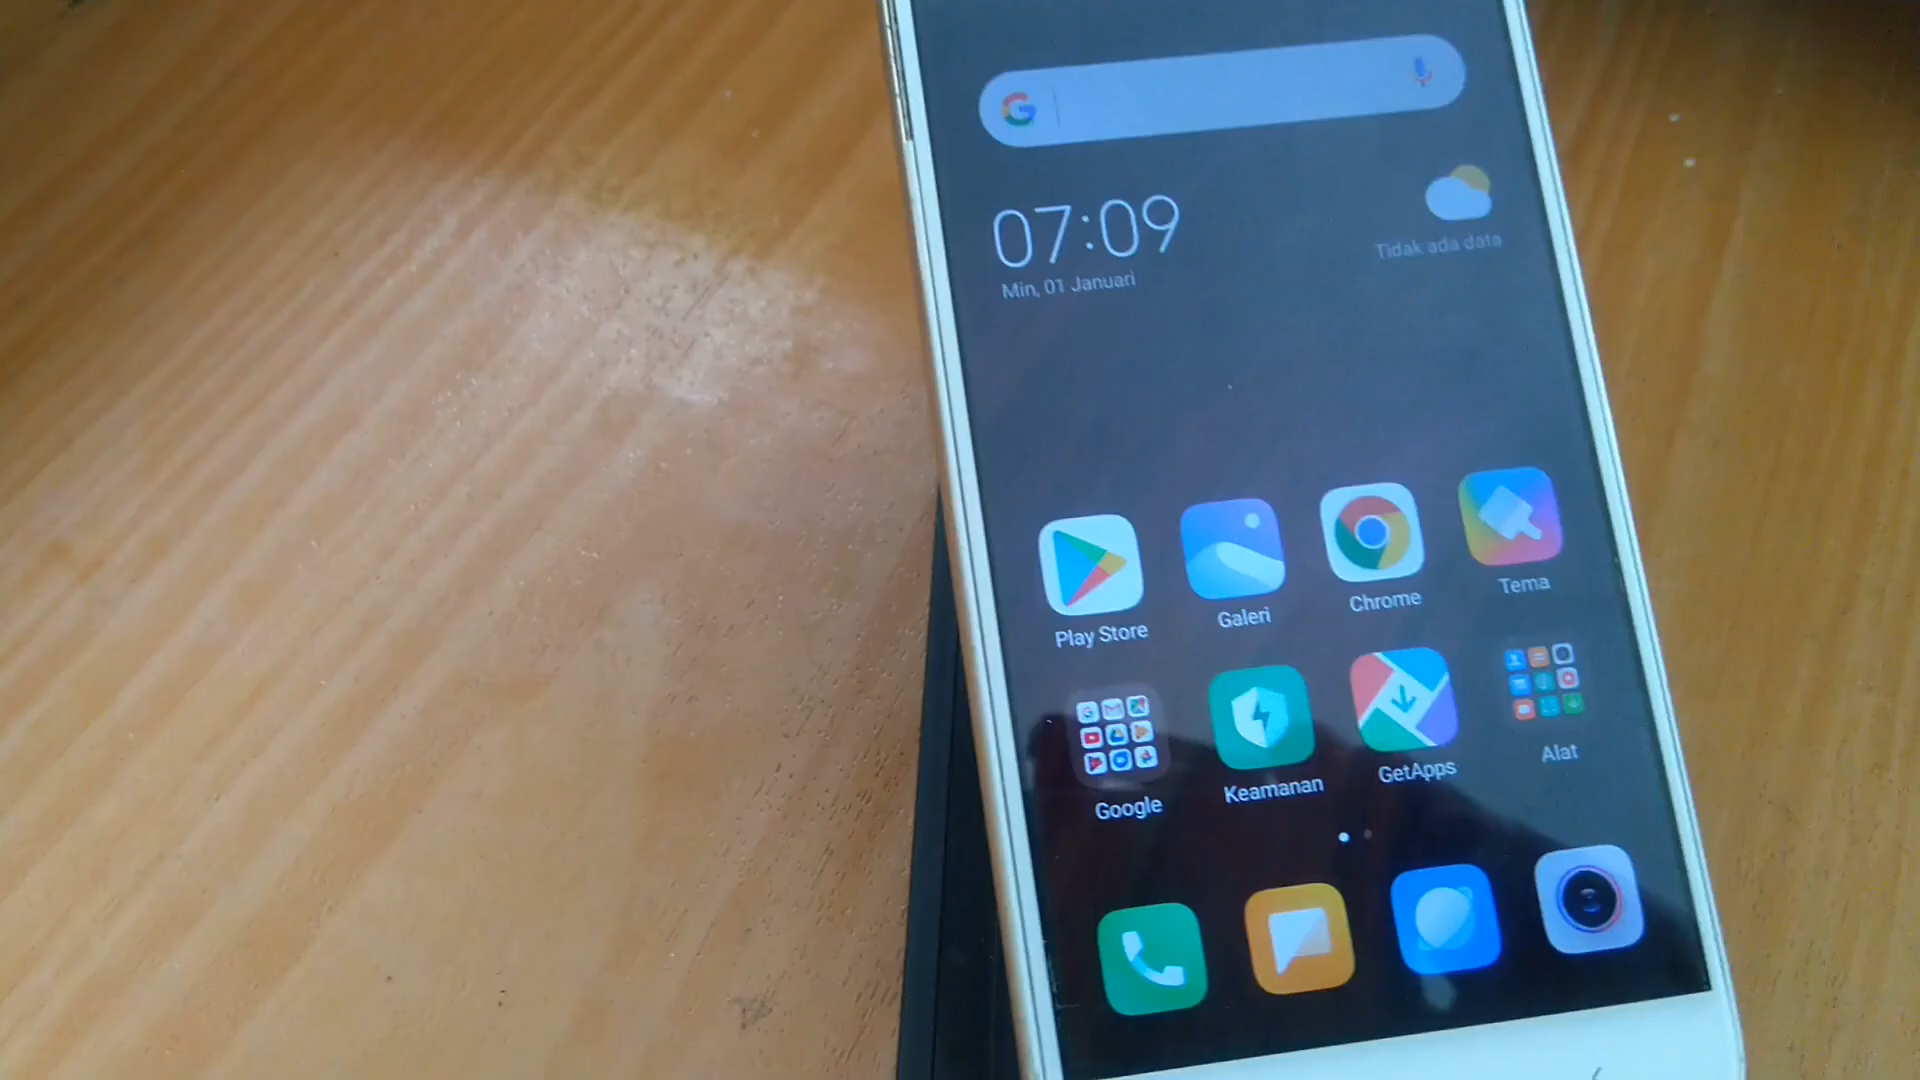 07:09
Min, 01 Januari
Tidak ada data
Play Store
Galeri
Chrome
Tema
Google
Keamanan
GetApps
Alat